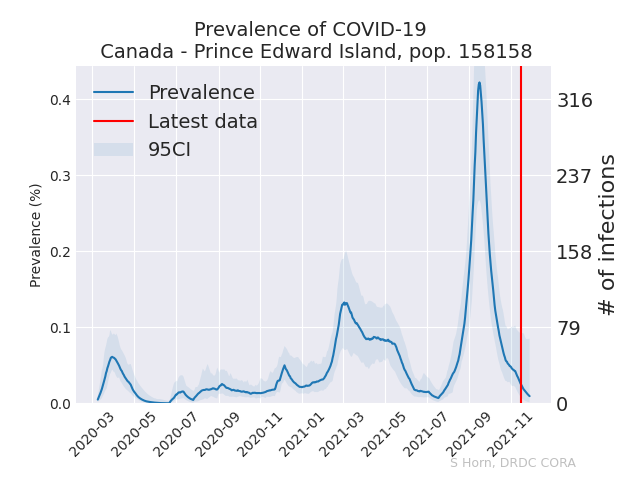 Prevalence of COVID-19
Canada - Prince Edward Island, pop. 158158
Prevalence
Latest data
95CI
Prevalence (%)
0.4
0.3
0.2
0.1
0.0
316
237
158
79
0
# of infections
2020-03
2020-05
2020-07
2020-09
2020-11
2021-01
2021-03
2021-05
2021-07
2021-09
2021-11
S Horn, DRDC CORA